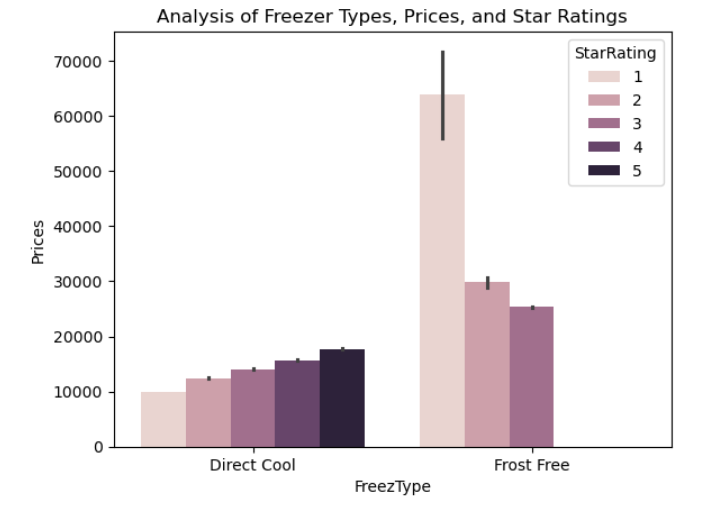 Analysis of Freezer Types, Prices, and Star Ratings
StarRating
1
2
3
4
5
Prices
70000
60000
50000
40000
30000
20000
10000
0
Direct Cool
Frost Free
FreezType